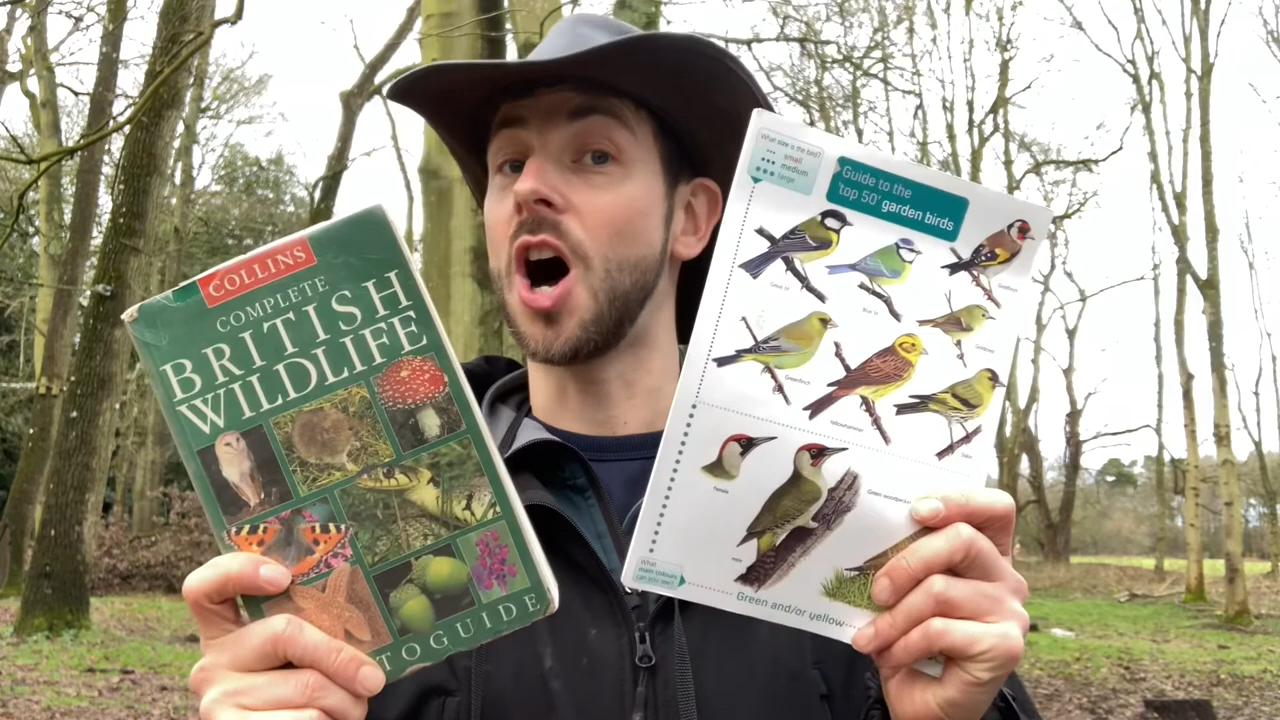 COLLINS
COMPLETE
BRITISH
WILDLIFE
TOGUIDE
What size is the bird?
small
medium
large
Guide to the
'top 50' garden birds
Great tit
Blue tit
Goldfinch
Greenfinch
Yellowhammer
Siskin
Female
male
Green woodpecker
What
main colours
can you see?
Green and/or yellow